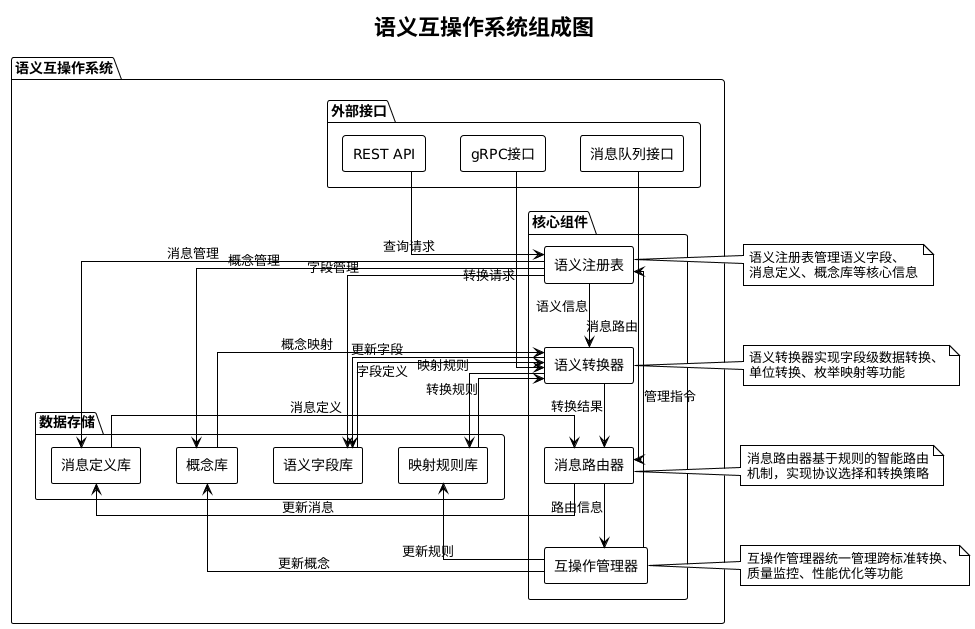 语义互操作系统组成图
语义互操作系统
外部接口
REST API
gRPC接口
消息队列接口
核心组件
查询请求
消息管理
概念管理
字段管理
转换请求
语义注册表
语义注册表管理语义字段、
消息定义、概念库等核心信息
语义信息
消息路由
概念映射
更新字段
字段定义
映射规则
转换规则
语义转换器
语义转换器实现字段级数据转换、
单位转换、枚举映射等功能
管理指令
消息定义
转换结果
数据存储
消息定义库
概念库
语义字段库
映射规则库
消息路由器
消息路由器基于规则的智能路由
机制，实现协议选择和转换策略
更新消息
路由信息
更新规则
更新概念
互操作管理器
互操作管理器统一管理跨标准转换、
质量监控、性能优化等功能